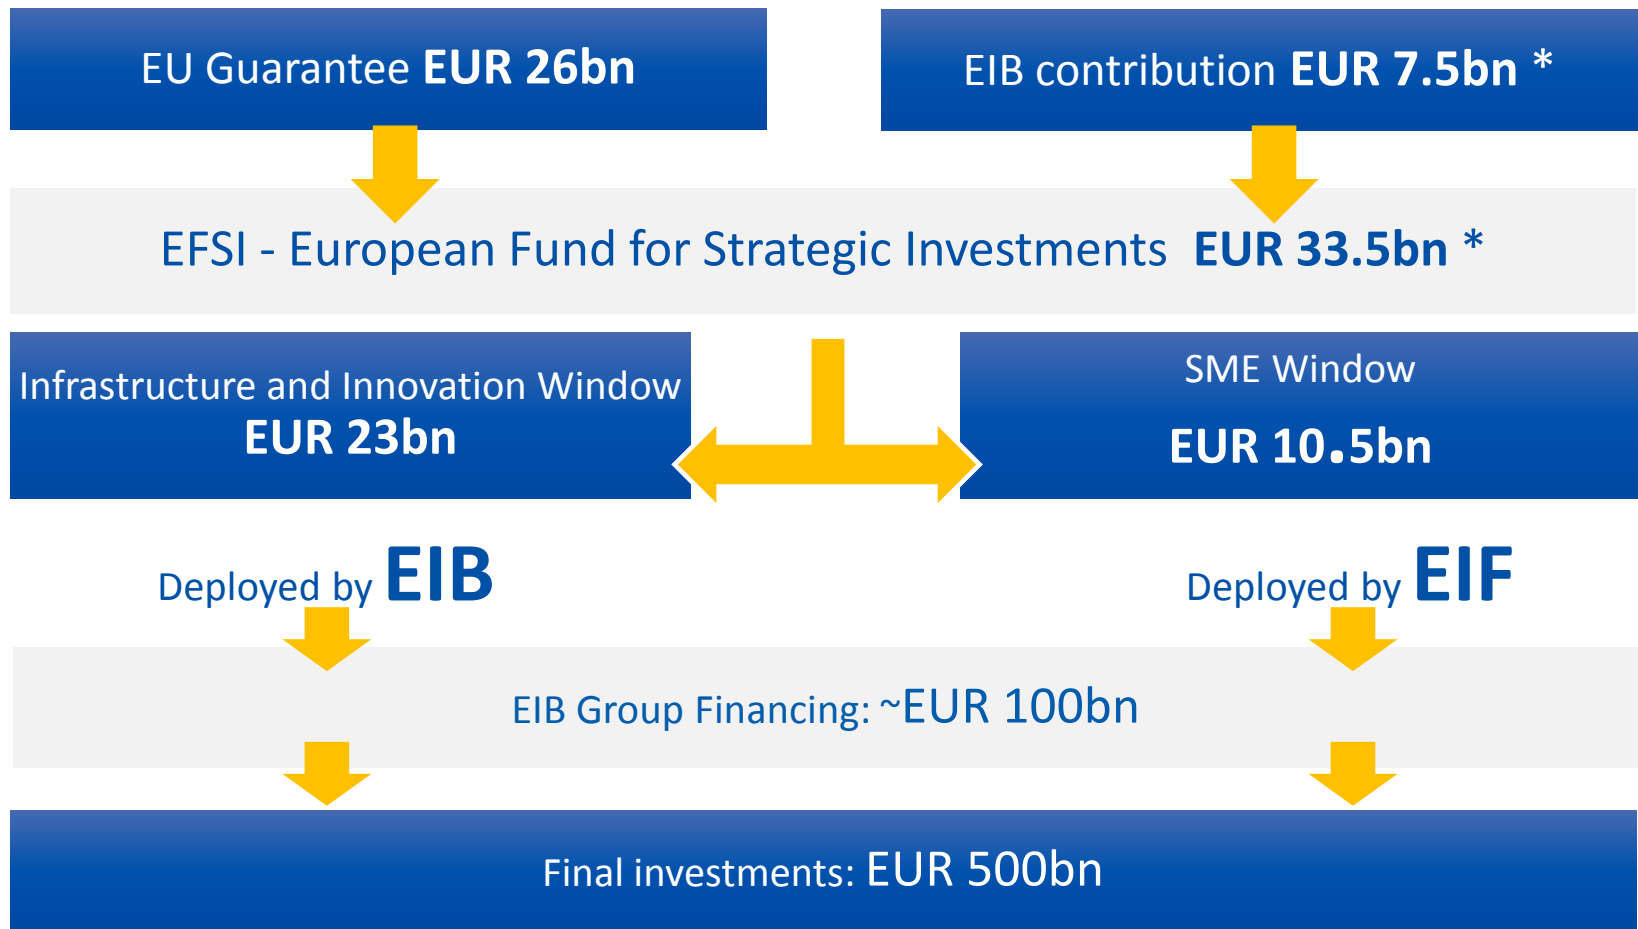 EU Guarantee EUR 26bn
EIB contribution EUR 7.5bn *
EFSI - European Fund for Strategic Investments EUR 33.5bn *
Infrastructure and Innovation Window
EUR 23bn
SME Window
EUR 10.5bn
Deployed by EIB
Deployed by EIF
EIB Group Financing: ~EUR 100bn
Final investments: EUR 500bn